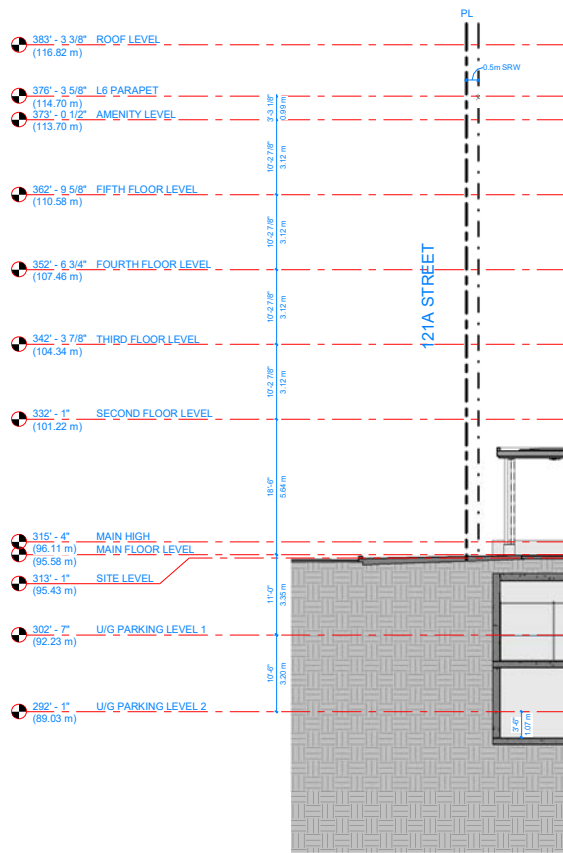 PL
383' - 3 3/8" ROOF LEVEL
(116.82 m)
0.5m SRW
376' - 3 5/8" L6 PARAPET
(114.70 m)
3'-3 1/8"
0.99 m
373' - 0 1/2" AMENITY LEVEL
(113.70 m)
10'-2 7/8"
3.12 m
362' - 9 5/8" FIFTH FLOOR LEVEL
(110.58 m)
10'-2 7/8"
3.12 m
352' - 6 3/4" FOURTH FLOOR LEVEL
(107.46 m)
121A STREET
10'-2 7/8"
3.12 m
342' - 3 7/8" THIRD FLOOR LEVEL
(104.34 m)
10'-2 7/8"
3.12 m
332' - 1" SECOND FLOOR LEVEL
(101.22 m)
18'-6"
5.64 m
315' - 4" MAIN HIGH
(96.11 m) MAIN FLOOR LEVEL
(95.58 m)
313' - 1" SITE LEVEL
(95.43 m)
11'-0"
3.35 m
302' - 7" U/G PARKING LEVEL 1
(92.23 m)
10'-6"
3.20 m
292' - 1" U/G PARKING LEVEL 2
(89.03 m)
3'-6"
1.07 m